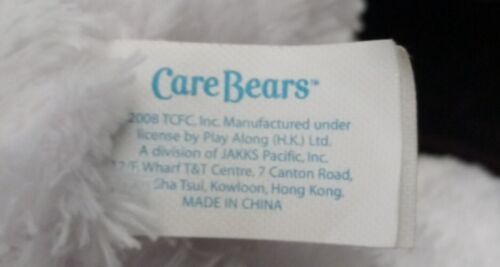 Care Bears™
2008 TCFC, Inc. Manufactured under
license by Play Along (H.K.) Ltd.
A division of JAKKS Pacific, Inc.
Wharf T&T Centre, 7 Canton Road,
Sha Tsui, Kowloon, Hong Kong.
MADE IN CHINA